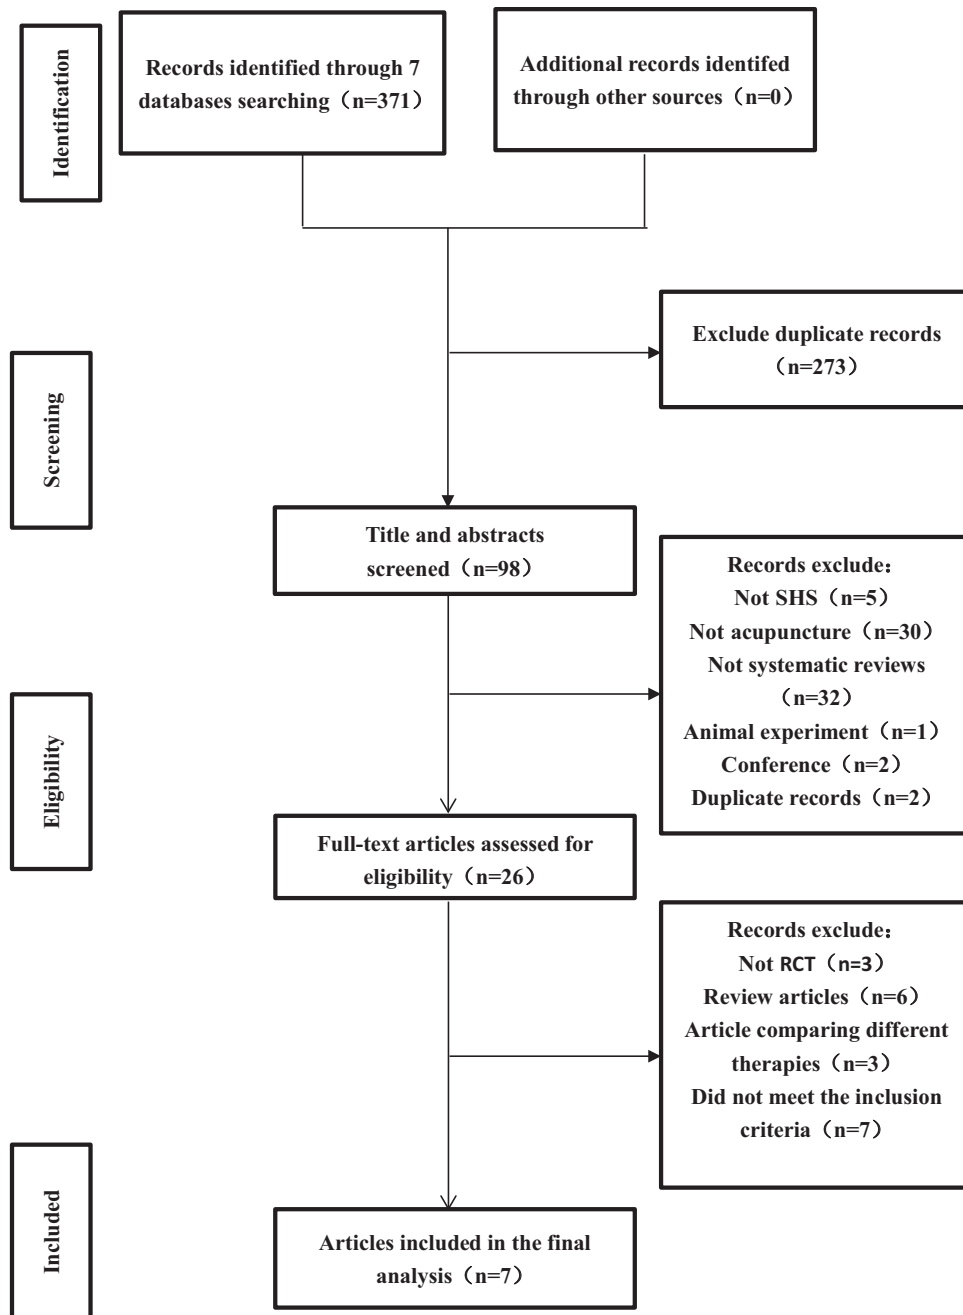 Identification
Records identified through 7
databases searching（n=371）
Additional records identifed
through other sources（n=0）
Exclude duplicate records
（n=273）
Screening
Title and abstracts
screened（n=98）
Records exclude：
Not SHS（n=5）
Not acupuncture（n=30）
Not systematic reviews
（n=32）
Animal experiment（n=1）
Conference（n=2）
Duplicate records（n=2）
Eligibility
Full-text articles assessed for
eligibility（n=26）
Records exclude：
Not RCT（n=3）
Review articles（n=6）
Article comparing different
therapies（n=3）
Did not meet the inclusion
criteria（n=7）
Included
Articles included in the final
analysis（n=7）